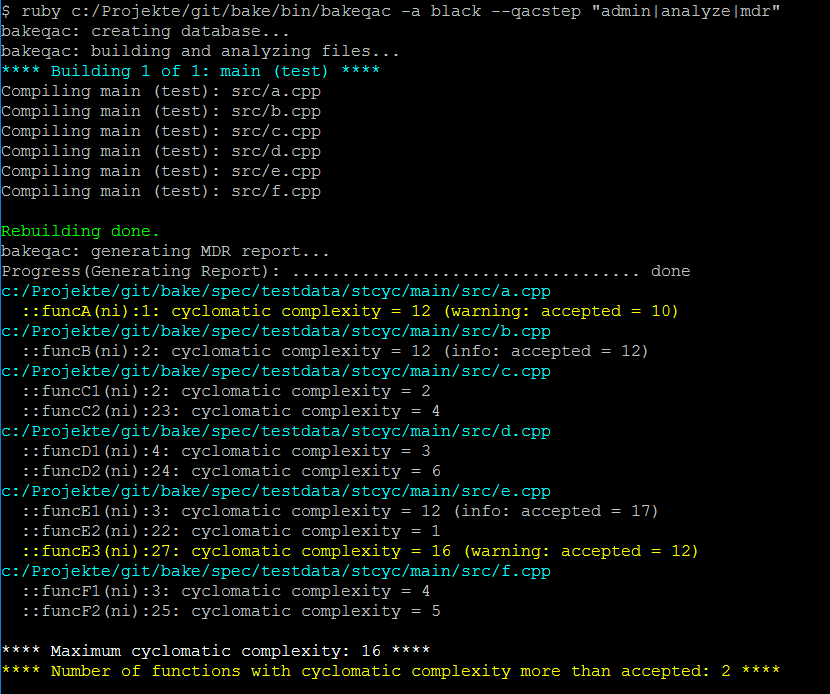 $ ruby c:/Projekte/git/bake/bin/bakeqac -a black --qacstep "admin|analyze|mdr"
bakeqac: creating database...
bakeqac: building and analyzing files...
**** Building 1 of 1: main (test) ****
Compiling main (test): src/a.cpp
Compiling main (test): src/b.cpp
Compiling main (test): src/c.cpp
Compiling main (test): src/d.cpp
Compiling main (test): src/e.cpp
Compiling main (test): src/f.cpp
Rebuilding done.
bakeqac: generating MDR report...
Progress(Generating Report): ................................... done
c:/Projekte/git/bake/spec/testdata/stcyc/main/src/a.cpp
  ::funcA(ni):1: cyclomatic complexity = 12 (warning: accepted = 10)
c:/Projekte/git/bake/spec/testdata/stcyc/main/src/b.cpp
  ::funcB(ni):2: cyclomatic complexity = 12 (info: accepted = 12)
c:/Projekte/git/bake/spec/testdata/stcyc/main/src/c.cpp
  ::funcC1(ni):2: cyclomatic complexity = 2
  ::funcC2(ni):23: cyclomatic complexity = 4
c:/Projekte/git/bake/spec/testdata/stcyc/main/src/d.cpp
  ::funcD1(ni):4: cyclomatic complexity = 3
  ::funcD2(ni):24: cyclomatic complexity = 6
c:/Projekte/git/bake/spec/testdata/stcyc/main/src/e.cpp
  ::funcE1(ni):3: cyclomatic complexity = 12 (info: accepted = 17)
  ::funcE2(ni):22: cyclomatic complexity = 1
  ::funcE3(ni):27: cyclomatic complexity = 16 (warning: accepted = 12)
c:/Projekte/git/bake/spec/testdata/stcyc/main/src/f.cpp
  ::funcF1(ni):3: cyclomatic complexity = 4
  ::funcF2(ni):25: cyclomatic complexity = 5
**** Maximum cyclomatic complexity: 16 ****
**** Number of functions with cyclomatic complexity more than accepted: 2 ****